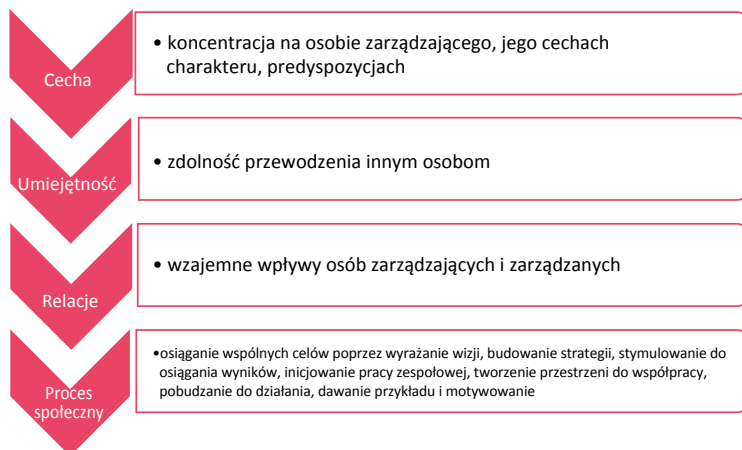 Cecha
• koncentracja na osobie zarządzającego, jego cechach
charakteru, predyspozycjach
Umiejętność
• zdolność przewodzenia innym osobom
Relacje
• wzajemne wpływy osób zarządzających i zarządzanych
Proces
społeczny
•osiąganie wspólnych celów poprzez wyrażanie wizji, budowanie strategii, stymulowanie do
osiągania wyników, inicjowanie pracy zespołowej, tworzenie przestrzeni do współpracy,
pobudzanie do działania, dawanie przykładu i motywowanie